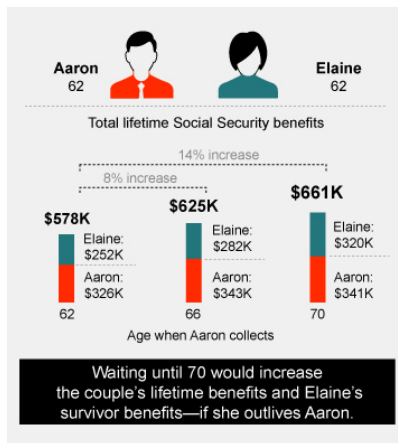 Aaron
62
Elaine
62
Total lifetime Social Security benefits
14% increase
8% increase
$578K
Elaine:
$252K
Aaron:
$326K
62
$625K
Elaine:
$282K
Aaron:
$343K
66
$661K
Elaine:
$320K
Aaron:
$341K
70
Age when Aaron collects
Waiting until 70 would increase
the couple's lifetime benefits and Elaine's
survivor benefits—if she outlives Aaron.